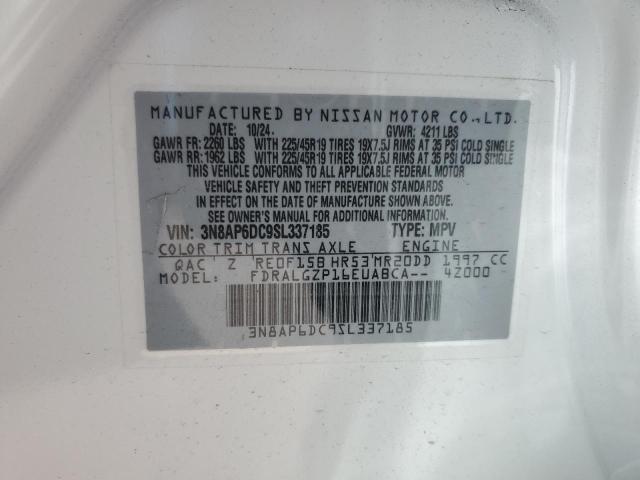 MANUFACTURED BY NISSAN MOTOR CO.,LTD.
DATE: 10/24. GVWR: 4211 LBS
GAWR FR: 2260 LBS WITH 225/45R19 TIRES 19X7.5J RIMS AT 35 PSI COLD SINGLE
GAWR RR: 1962 LBS WITH 225/45R19 TIRES 19X7.5J RIMS AT 35 PSI COLD SINGLE
THIS VEHICLE CONFORMS TO ALL APPLICABLE FEDERAL MOTOR
VEHICLE SAFETY AND THEFT PREVENTION STANDARDS
IN EFFECT ON THE DATE OF MANUFACTURE SHOWN ABOVE.
SEE OWNER'S MANUAL FOR ADDITIONAL INFORMATION.
VIN: 3N8AP6DC9SL337185 TYPE: MPV
COLOR TRIM TRANS AXLE ENGINE
QAC Z RE0F15B HR53 MR20DD 1997 CC
FDRALGZP16EUABCA-- 4Z000
3N8AP6DC9SL337185